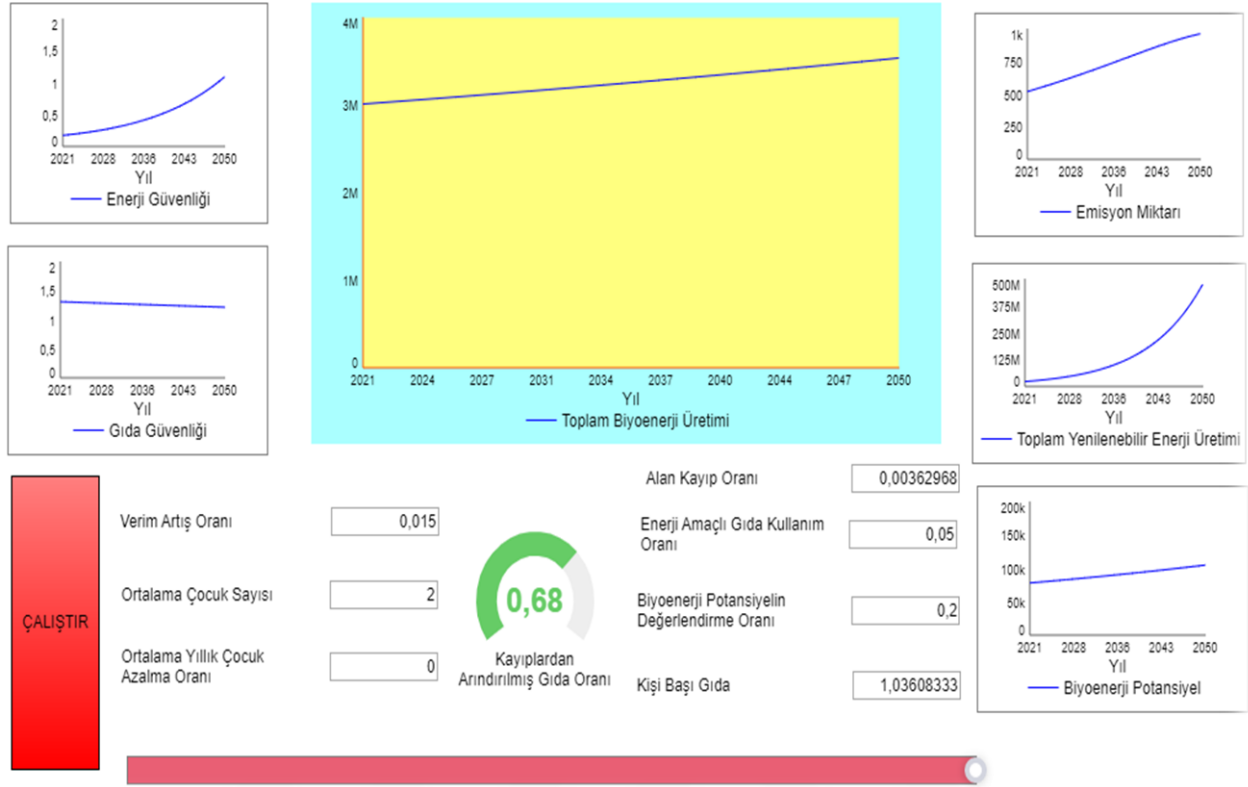 2
1,5
1
0,5
0
2021 2028 2036 2043 2050
Yıl
Enerji Güvenliği
4M
3M
2M
1M
0
2021 2024 2027 2031 2034 2037 2040 2044 2047 2050
Yıl
Toplam Biyoenerji Üretimi
1k
750
500
250
0
2021 2028 2036 2043 2050
Yıl
Emisyon Miktarı
2
1,5
1
0,5
0
2021 2028 2036 2043 2050
Yıl
Gıda Güvenliği
500M
375M
250M
125M
0
2021 2028 2036 2043 2050
Yıl
Toplam Yenilenebilir Enerji Üretimi
ÇALIŞTIR
Verim Artış Oranı 0,015
Ortalama Çocuk Sayısı 2
Ortalama Yıllık Çocuk
Azalma Oranı 0
0,68
Kayıplardan
Arındırılmış Gıda Oranı
Alan Kayıp Oranı 0,00362968
Enerji Amaçlı Gıda Kullanım
Oranı 0,05
Biyoenerji Potansiyelin
Değerlendirme Oranı 0,2
Kişi Başı Gıda 1,03608333
200k
150k
100k
50k
0
2021 2028 2036 2043 2050
Yıl
Biyoenerji Potansiyel